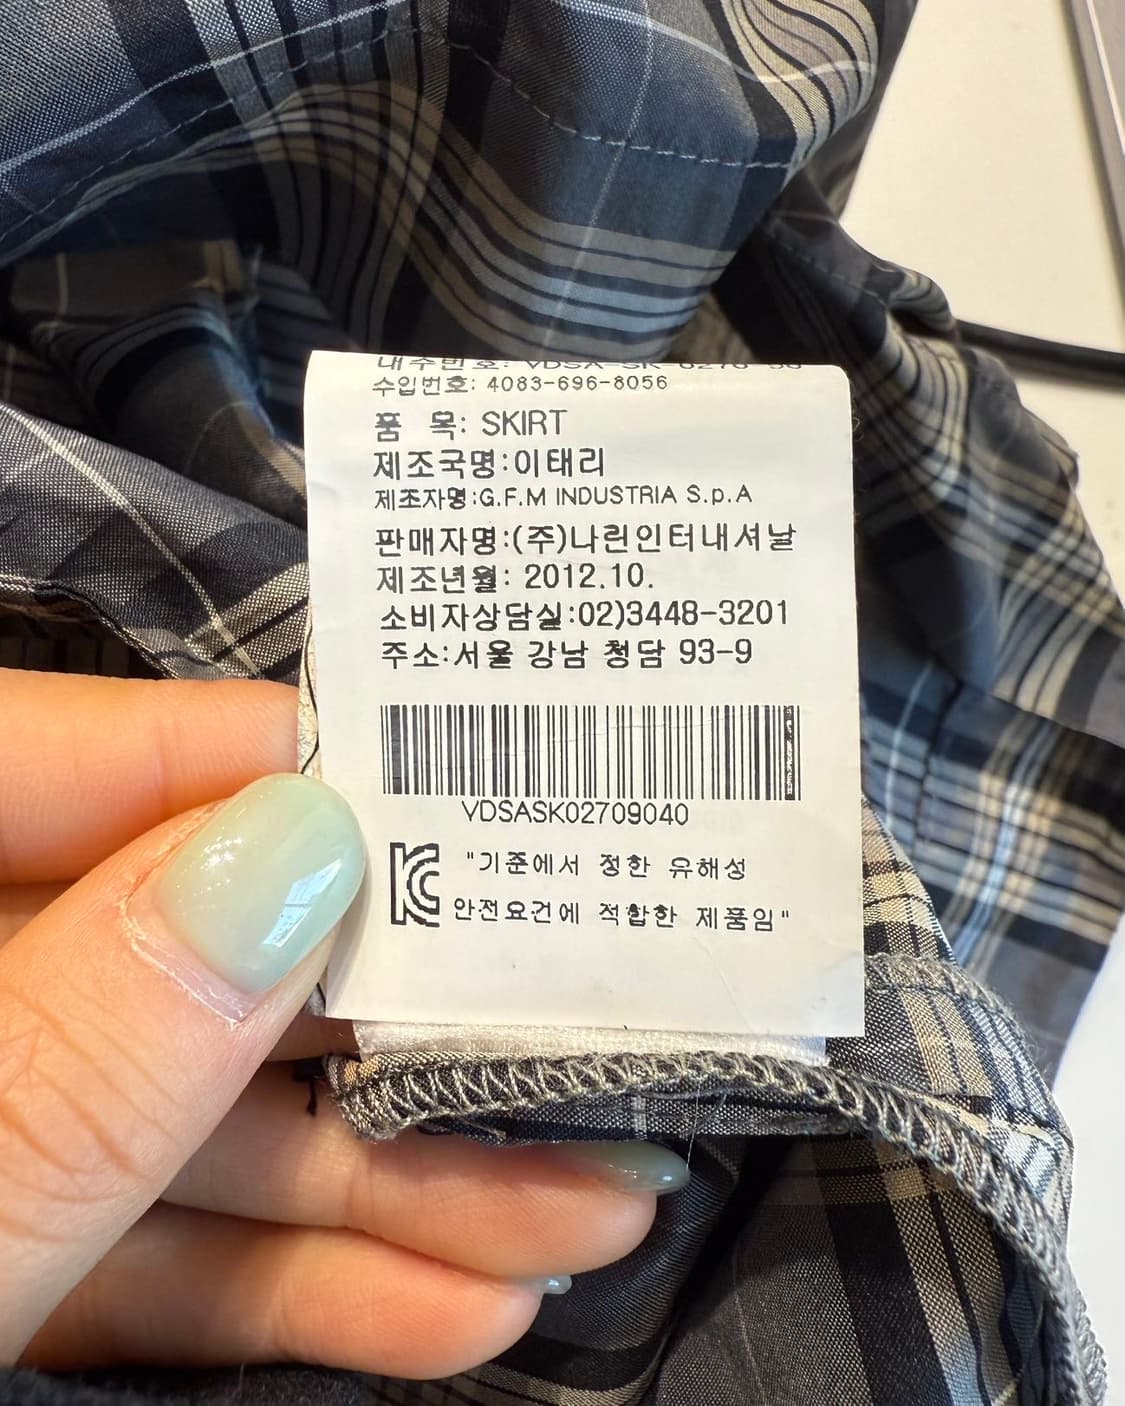 수입번호: 4083-696-8056
품 목: SKIRT
제조국명:이태리
제조자명:G.F.M INDUSTRIA S.p.A
판매자명:(주)나린인터내셔날
제조년월: 2012.10.
소비자상담실:02)3448-3201
주소:서울 강남 청담 93-9
VDSASK02709040
"기준에서 정한 유해성
안전요건에 적합한 제품임"